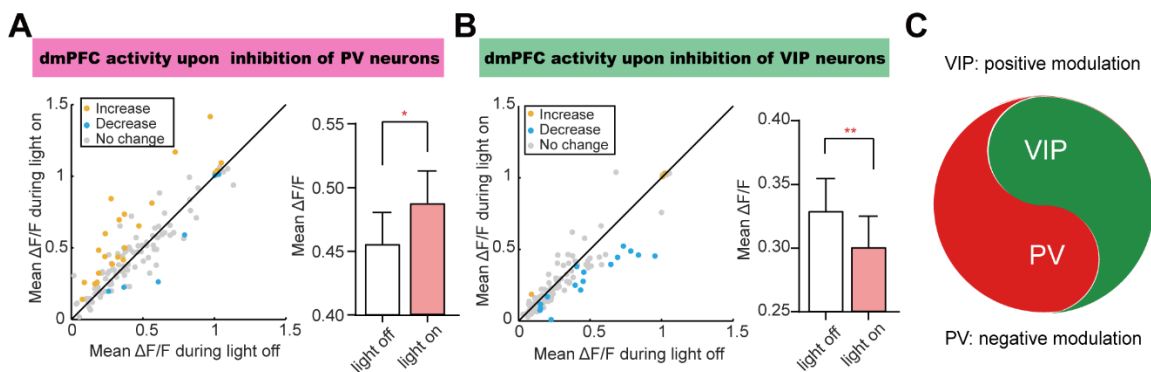 A
dmPFC activity upon inhibition of PV neurons
Mean ΔF/F during light on
1.5
1
0.5
0
0
0.5
1
1.5
Mean ΔF/F during light off
Increase
Decrease
No change
Mean ΔF/F
0.55
0.50
0.45
0.40
*
light off
light on
B
dmPFC activity upon inhibition of VIP neurons
Mean ΔF/F during light on
1.5
1
0.5
0
0
0.5
1
1.5
Mean ΔF/F during light off
Increase
Decrease
No change
Mean ΔF/F
0.40
0.35
0.30
0.25
**
light off
light on
C
VIP: positive modulation
VIP
PV
PV: negative modulation